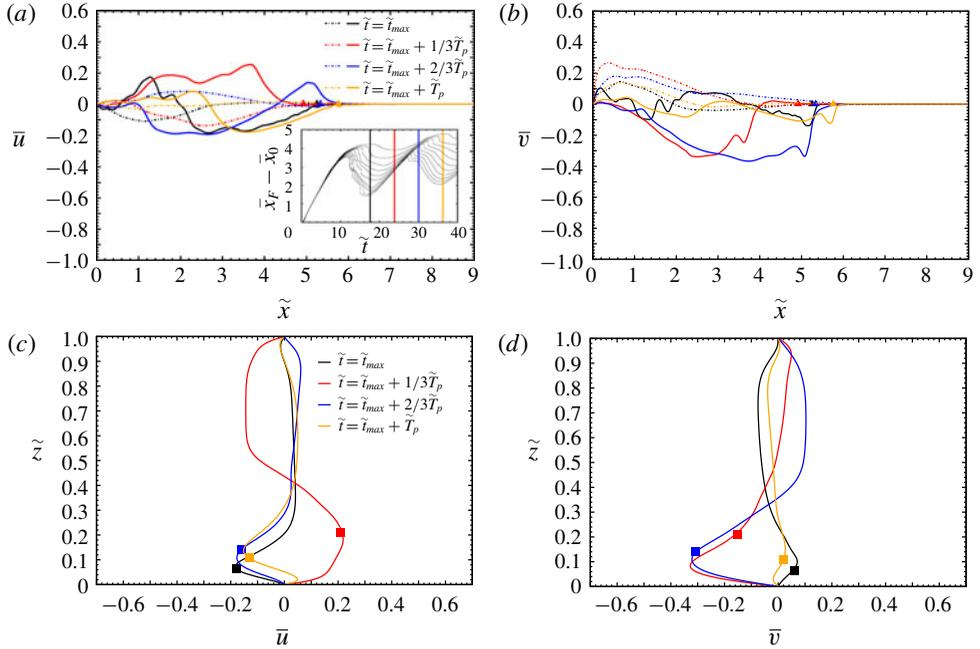 (a)
0.6
0.4
0.2
0
−0.2
−0.4
−0.6
−0.8
−1.0
u̅
0 1 2 3 4 5 6 7 8 9
x̃
t̃ = t̃max
t̃ = t̃max + 1/3T̃p
t̃ = t̃max + 2/3T̃p
t̃ = t̃max + T̃p
5
4
3
2
1
0
x̅F − x̅0
10 20 30 40
t̃
(b)
0.6
0.4
0.2
0
−0.2
−0.4
−0.6
−0.8
−1.0
v̅
0 1 2 3 4 5 6 7 8 9
x̃
(c)
1.0
0.9
0.8
0.7
0.6
0.5
0.4
0.3
0.2
0.1
0
z̃
−0.6 −0.4 −0.2 0 0.2 0.4 0.6
u̅
t̃ = t̃max
t̃ = t̃max + 1/3T̃p
t̃ = t̃max + 2/3T̃p
t̃ = t̃max + T̃p
(d)
1.0
0.9
0.8
0.7
0.6
0.5
0.4
0.3
0.2
0.1
0
z̃
−0.6 −0.4 −0.2 0 0.2 0.4 0.6
v̅